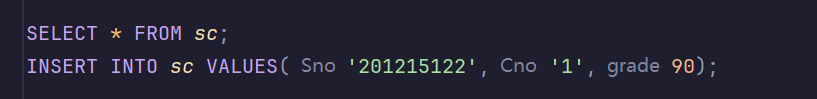 SELECT * FROM sc;
INSERT INTO sc VALUES( Sno '201215122', Cno '1', grade 90);